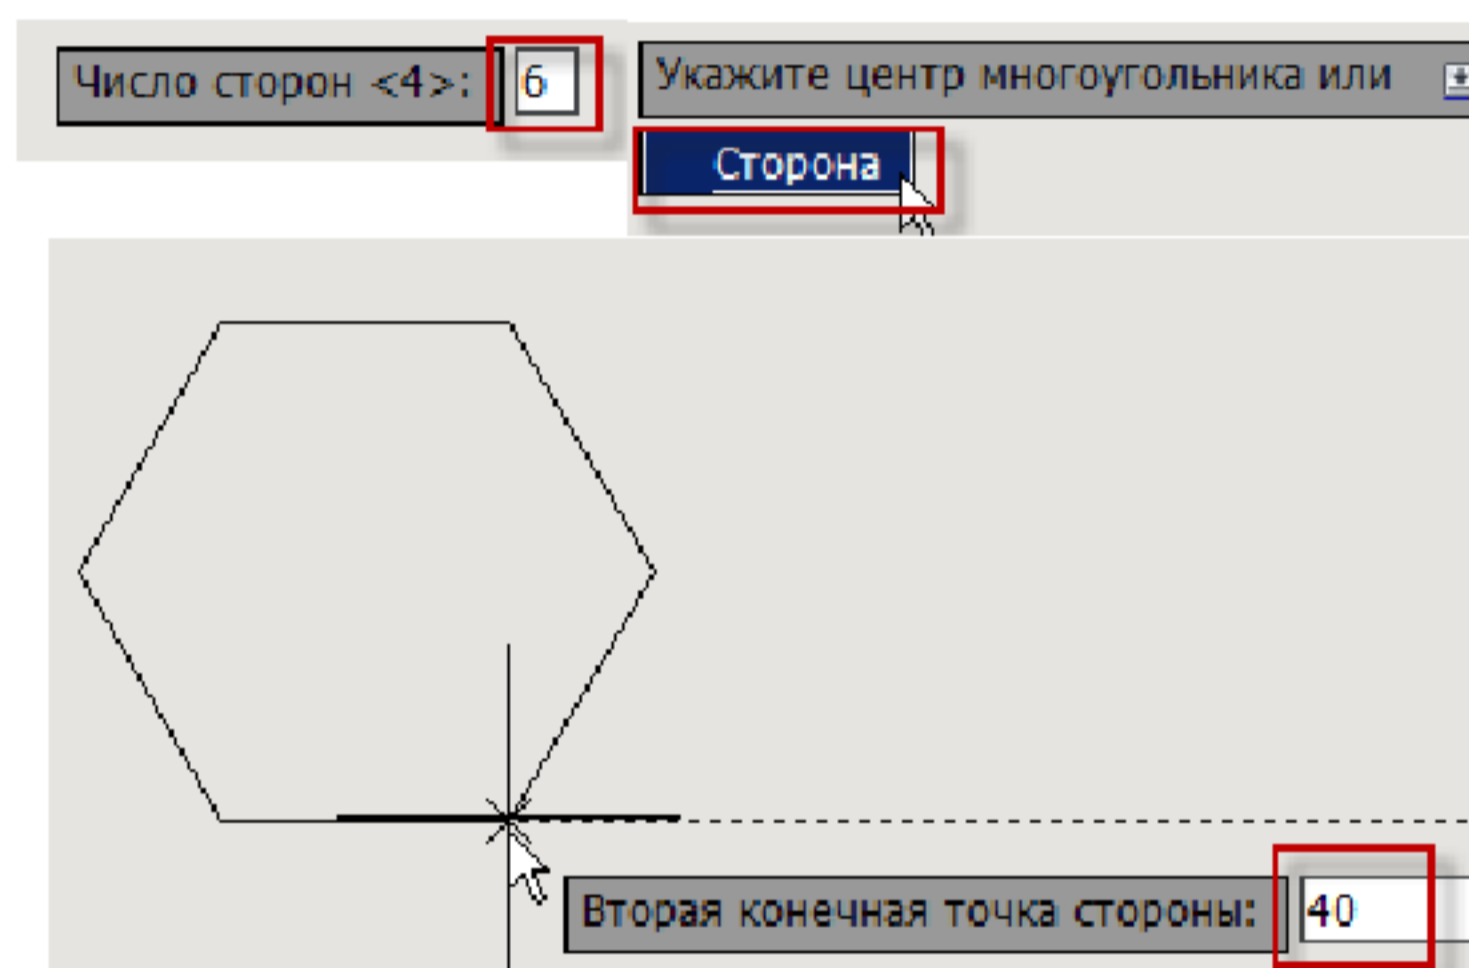 Число сторон <4>: 6
Укажите центр многоугольника или
Сторона
Вторая конечная точка стороны: 40